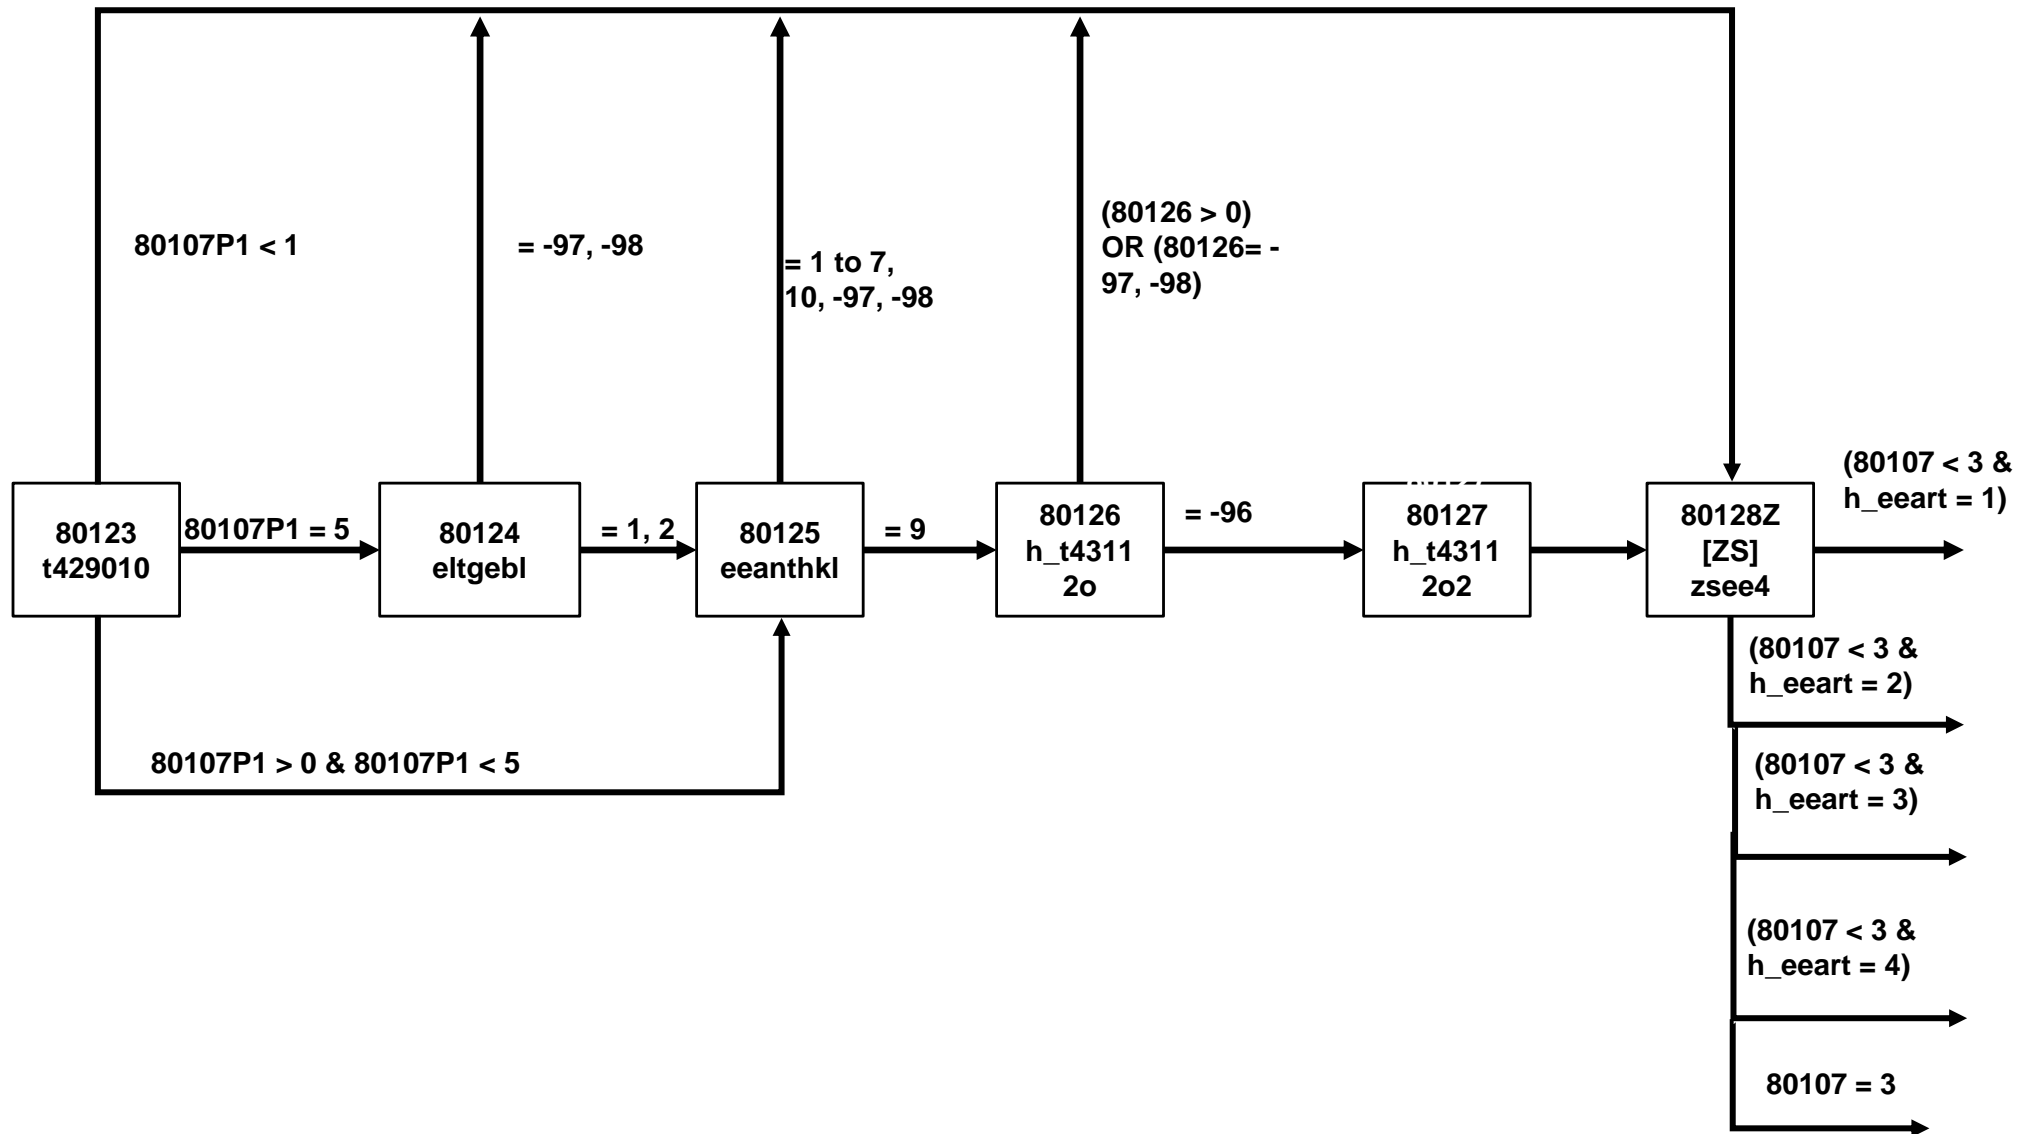 80107P1 < 1
= -97, -98
= 1 to 7,
10, -97, -98
(80126 > 0)
OR (80126= -
97, -98)
80123
t429010
80107P1 = 5
80124
eltgebl
= 1, 2
80125
eeanthkl
= 9
80126
h_t4311
2o
= -96
80127
h_t4311
2o2
80128Z
[ZS]
zsee4
(80107 < 3 &
h_eeart = 1)
(80107 < 3 &
h_eeart = 2)
80107P1 > 0 & 80107P1 < 5
(80107 < 3 &
h_eeart = 3)
(80107 < 3 &
h_eeart = 4)
80107 = 3